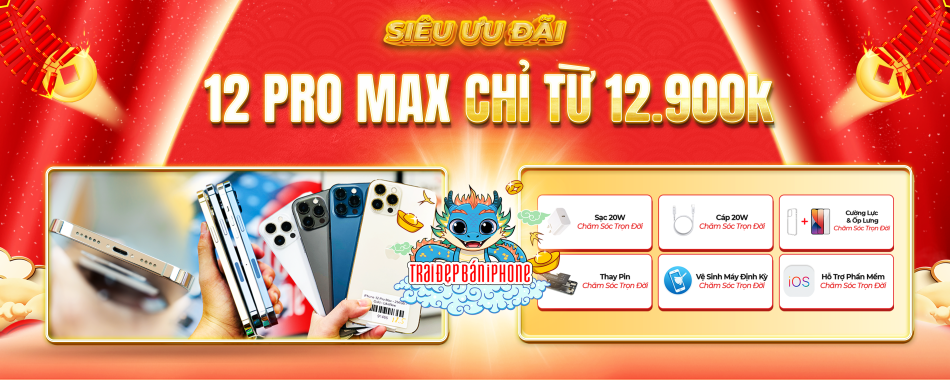 SIÊU ƯU ĐÃI
12 PRO MAX CHỈ TỪ 12.900k
TRAI ĐẸP BÁN IPHONE
Sạc 20W
Chăm Sóc Trọn Đời
Cáp 20W
Chăm Sóc Trọn Đời
+
Cường Lực
& Ốp Lưng
Chăm Sóc Trọn Đời
Thay Pin
Chăm Sóc Trọn Đời
Vệ Sinh Máy Định Kỳ
Chăm Sóc Trọn Đời
iOS
Hỗ Trợ Phần Mềm
Chăm Sóc Trọn Đời